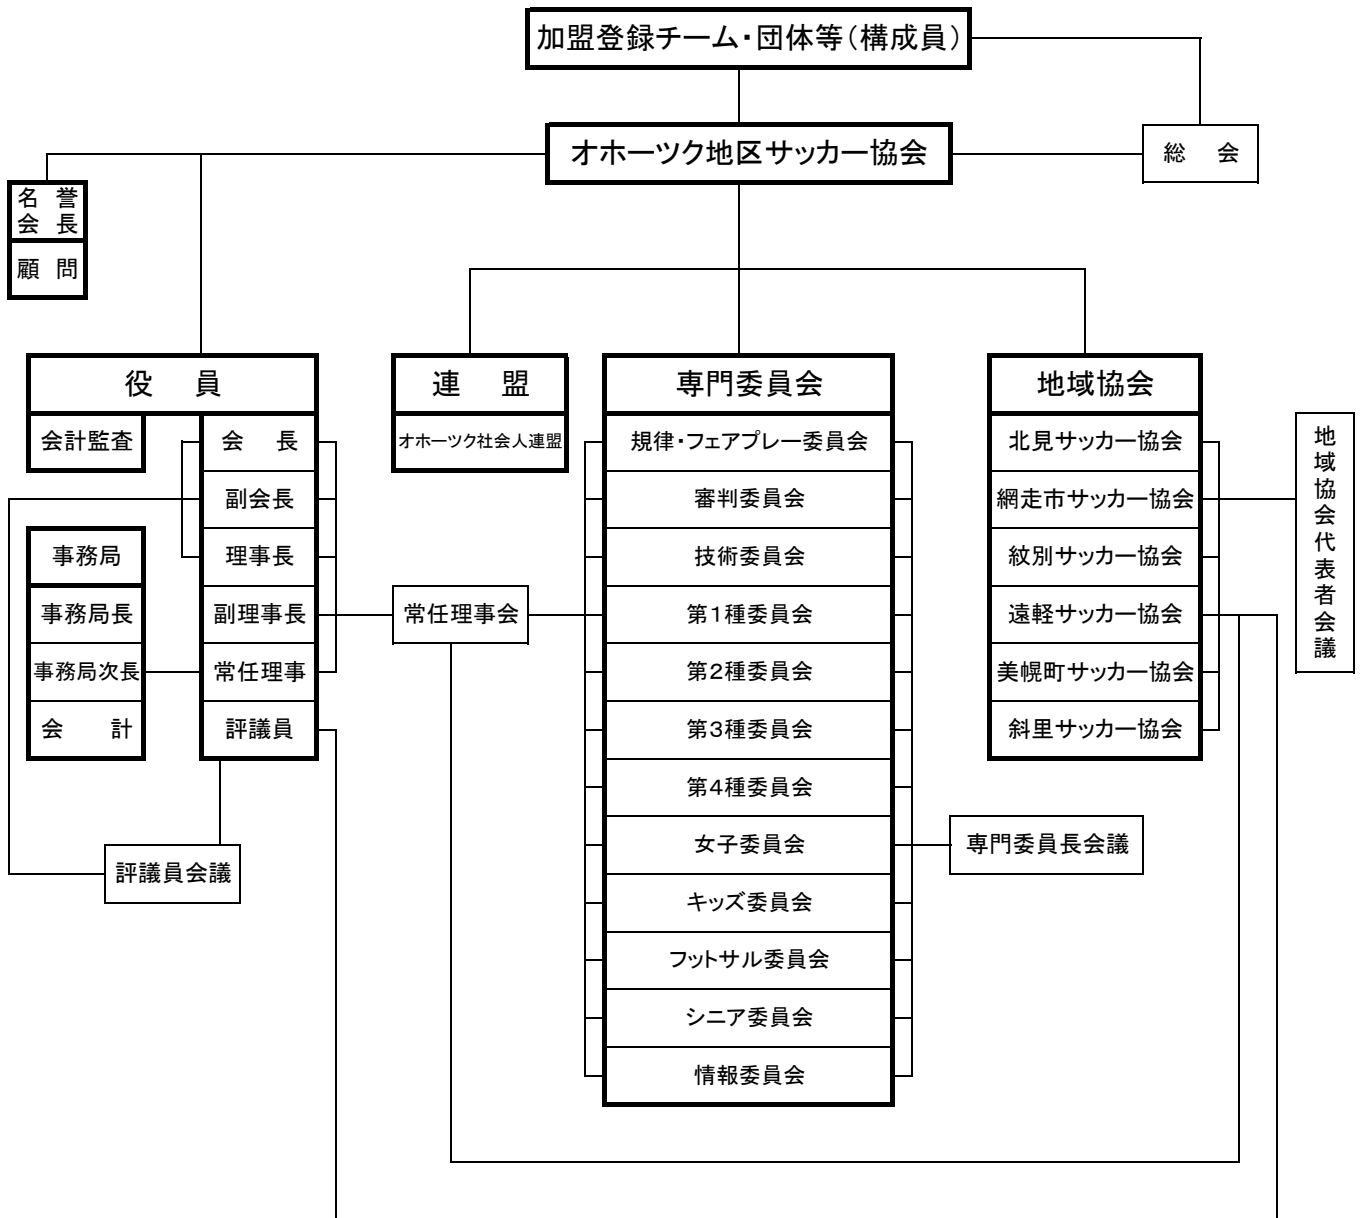 加盟登録チーム・団体等（構成員）
オホーツク地区サッカー協会
総　会
名　誉
会　長
顧　問
役　員
会計監査
会　長
副会長
理事長
副理事長
常任理事
評議員
事務局
事務局長
事務局次長
会　計
評議員会議
常任理事会
連　盟
オホーツク社会人連盟
専門委員会
規律・フェアプレー委員会
審判委員会
技術委員会
第１種委員会
第２種委員会
第３種委員会
第４種委員会
女子委員会
キッズ委員会
フットサル委員会
シニア委員会
情報委員会
専門委員長会議
地域協会
北見サッカー協会
網走市サッカー協会
紋別サッカー協会
遠軽サッカー協会
美幌町サッカー協会
斜里サッカー協会
地域協会代表者会議